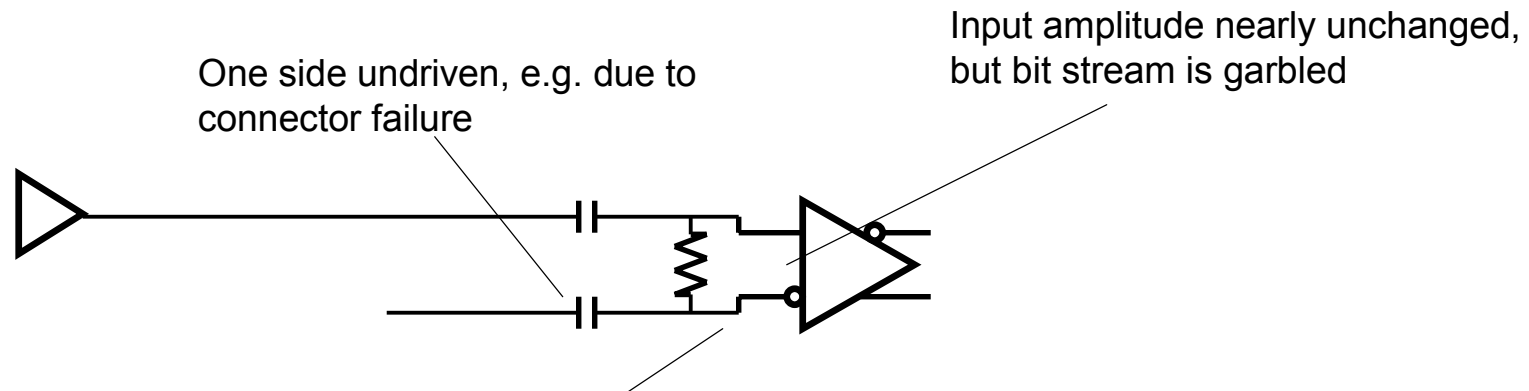 Input amplitude nearly unchanged,
but bit stream is garbled
One side undriven, e.g. due to
connector failure